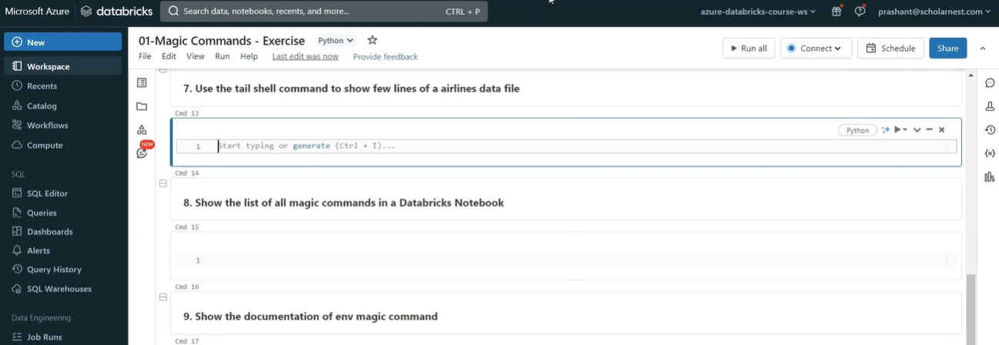 Microsoft Azure databricks Search data, notebooks, recents, and more... CTRL + P azure-databricks-course-ws prashant@scholarnest.com
New
Workspace
Recents
Catalog
Workflows
Compute
SQL
SQL Editor
Queries
Dashboards
Alerts
Query History
SQL Warehouses
Data Engineering
Job Runs
01-Magic Commands - Exercise Python
File Edit View Run Help Last edit was now Provide feedback
Run all Connect Schedule Share
NEW
7. Use the tail shell command to show few lines of a airlines data file
Cmd 13
Python
1 Start typing or generate (Ctrl + I)...
Cmd 14
8. Show the list of all magic commands in a Databricks Notebook
Cmd 15
1
Cmd 16
9. Show the documentation of env magic command
Cmd 17